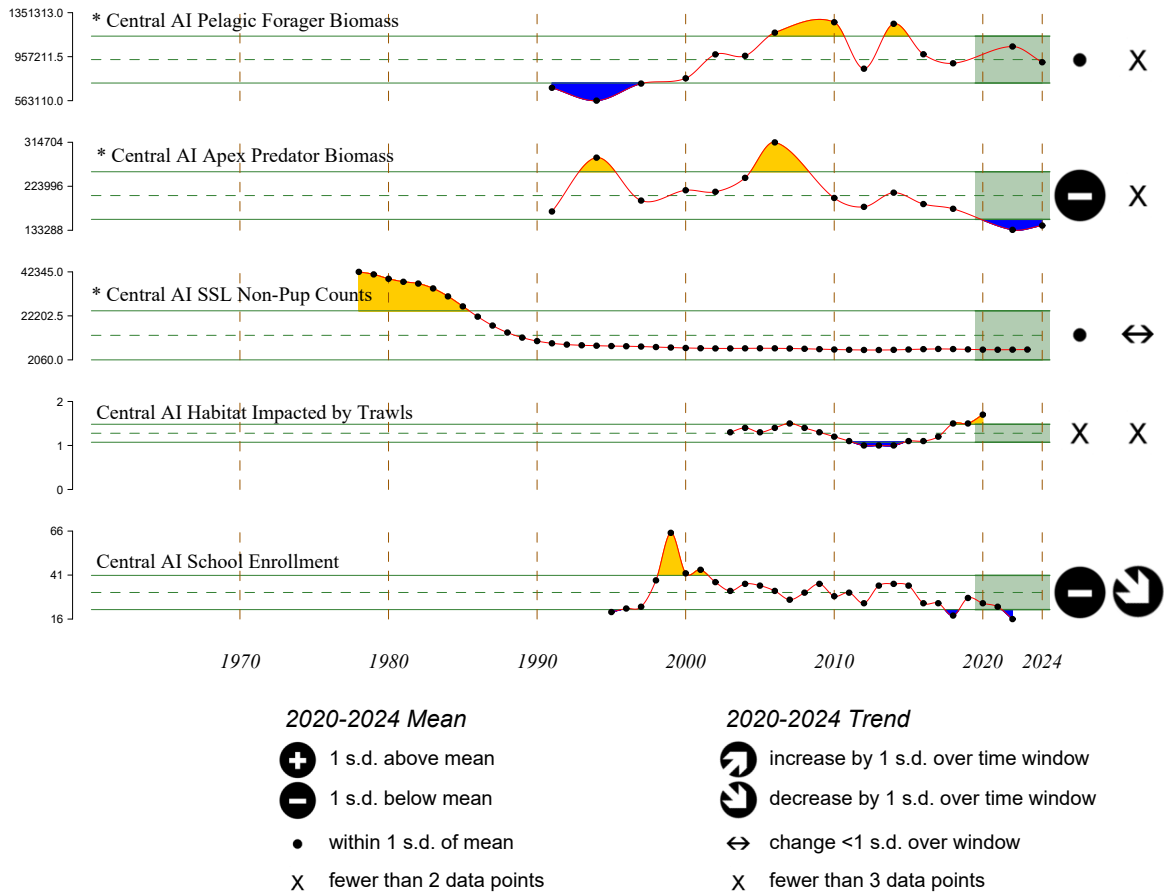 * Central AI Pelagic Forager Biomass
1351313.0
957211.5
563110.0
X
* Central AI Apex Predator Biomass
314704
223996
133288
X
* Central AI SSL Non-Pup Counts
42345.0
22202.5
2060.0
Central AI Habitat Impacted by Trawls
2
1
0
X X
Central AI School Enrollment
66
41
16
1970 1980 1990 2000 2010 2020 2024
2020-2024 Mean
1 s.d. above mean
1 s.d. below mean
within 1 s.d. of mean
X fewer than 2 data points
2020-2024 Trend
increase by 1 s.d. over time window
decrease by 1 s.d. over time window
change <1 s.d. over window
X fewer than 3 data points